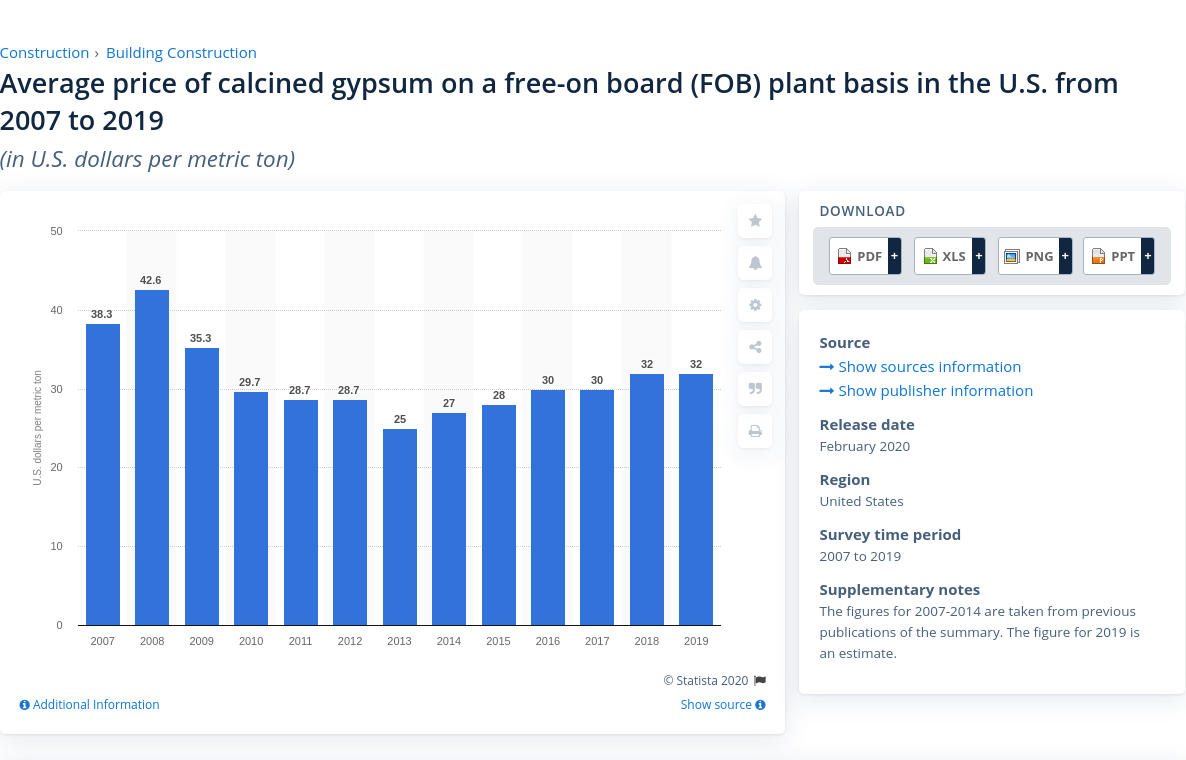 Construction › Building Construction
Average price of calcined gypsum on a free-on board (FOB) plant basis in the U.S. from
2007 to 2019
(in U.S. dollars per metric ton)
50
40
30
20
10
0
U.S. dollars per metric ton
38.3
42.6
35.3
29.7
28.7
28.7
25
27
28
30
30
32
32
2007 2008 2009 2010 2011 2012 2013 2014 2015 2016 2017 2018 2019
© Statista 2020
Additional Information
Show source
DOWNLOAD
PDF + XLS + PNG + PPT +
Source
Show sources information
Show publisher information
Release date
February 2020
Region
United States
Survey time period
2007 to 2019
Supplementary notes
The figures for 2007-2014 are taken from previous
publications of the summary. The figure for 2019 is
an estimate.